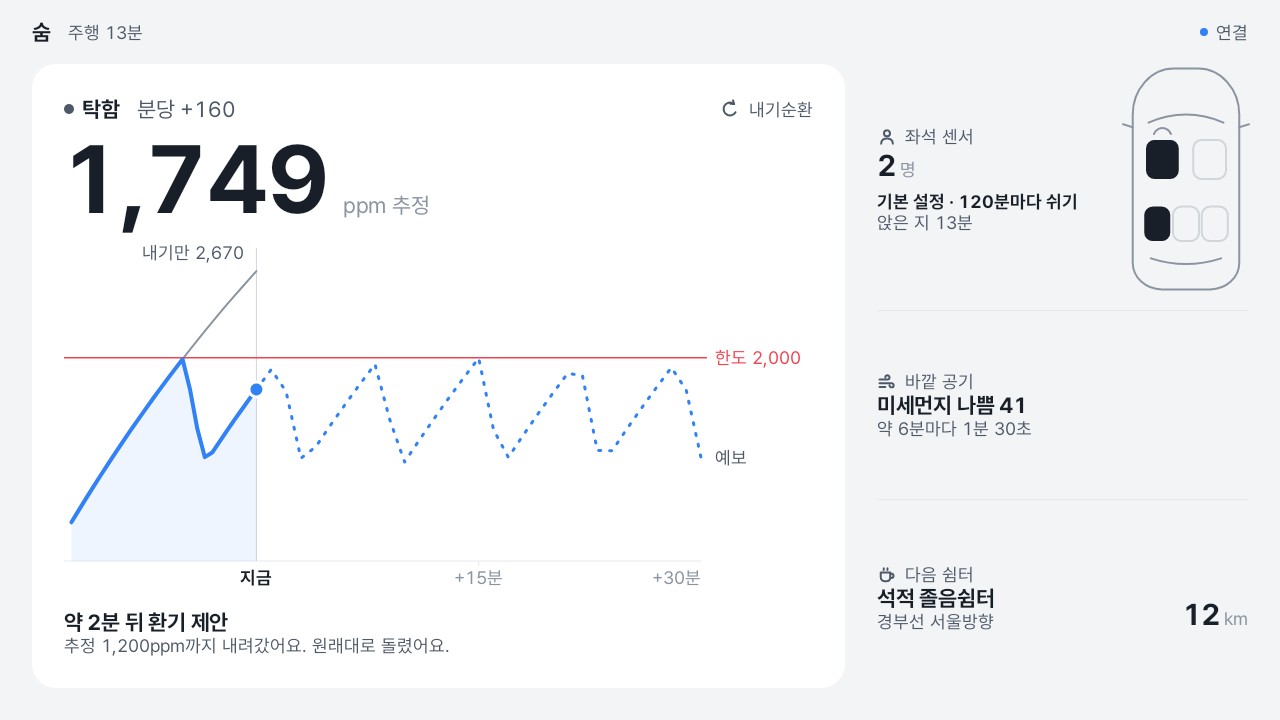 숨 주행 13분
연결
탁함 분당 +160
내기순환
1,749 ppm 추정
내기만 2,670
한도 2,000
예보
지금 +15분 +30분
약 2분 뒤 환기 제안
추정 1,200ppm까지 내려갔어요. 원래대로 돌렸어요.
좌석 센서
2 명
기본 설정 · 120분마다 쉬기
앉은 지 13분
바깥 공기
미세먼지 나쁨 41
약 6분마다 1분 30초
다음 쉼터
석적 졸음쉼터
경부선 서울방향
12 km